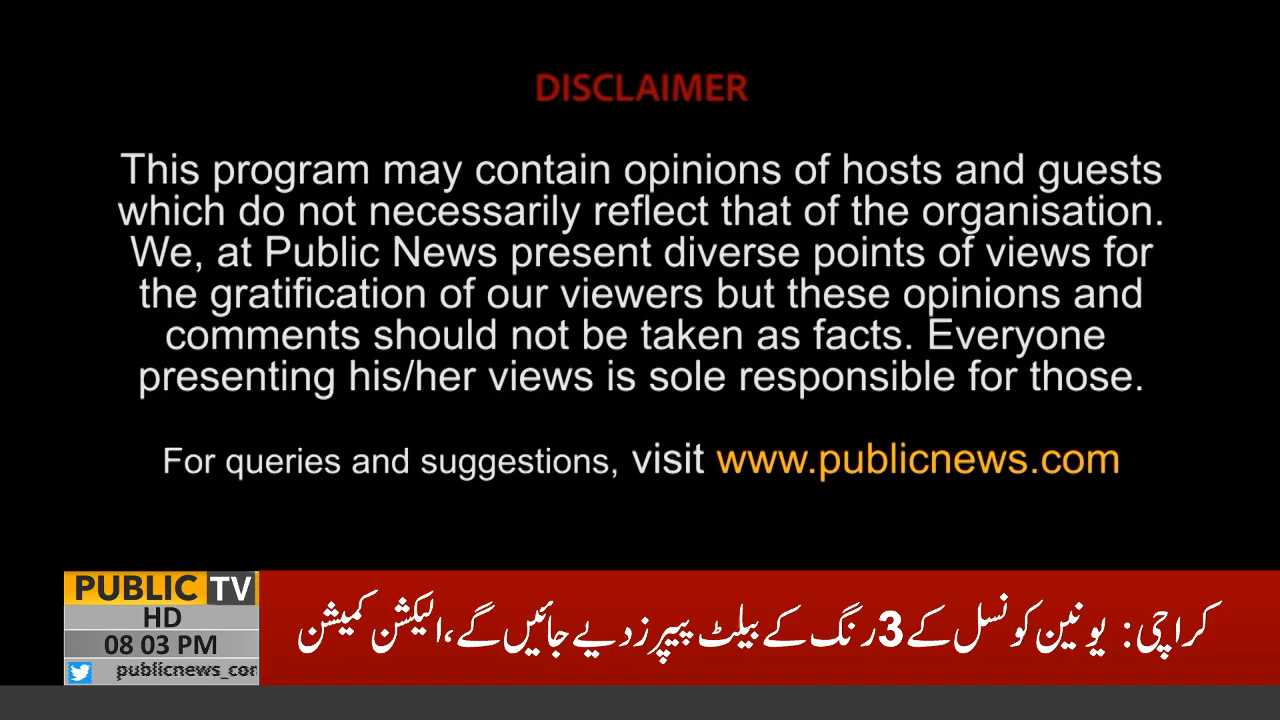 DISCLAIMER
This program may contain opinions of hosts and guests
which do not necessarily reflect that of the organisation.
We, at Public News present diverse points of views for
the gratification of our viewers but these opinions and
comments should not be taken as facts. Everyone
presenting his/her views is sole responsible for those.
For queries and suggestions, visit www.publicnews.com
PUBLIC TV
HD
08 03 PM
publicnews_com
کراچی: یونین کونسل کے 3 رنگ کے بیلٹ پیپرز دیے جائیں گے، الیکشن کمیشن